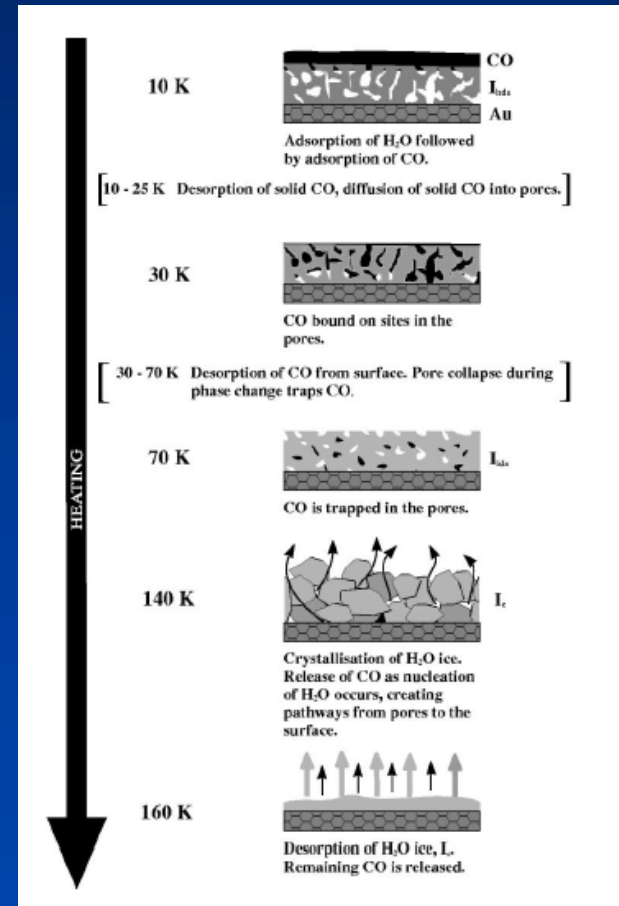 CO
10 K
I_hda
Au
Adsorption of H₂O followed
by adsorption of CO.
[10 - 25 K Desorption of solid CO, diffusion of solid CO into pores.]
30 K
CO bound on sites in the
pores.
[30 - 70 K Desorption of CO from surface. Pore collapse during
phase change traps CO.]
70 K
CO is trapped in the pores.
HEATING
140 K
Crystallisation of H₂O ice.
Release of CO as nucleation
of H₂O occurs, creating
pathways from pores to the
surface.
160 K
Desorption of H₂O ice,
Remaining CO is released.